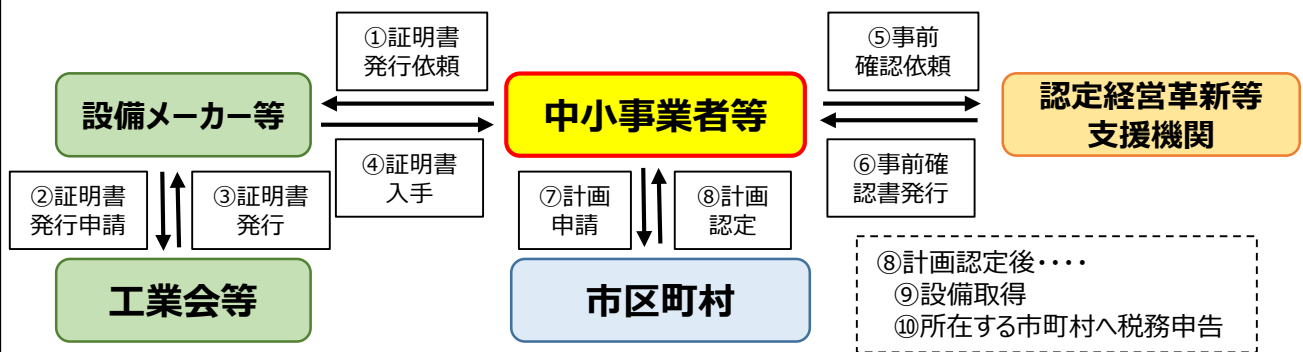 ①証明書
発行依頼
⑤事前
確認依頼
設備メーカー等
中小事業者等
認定経営革新等
支援機関
②証明書
発行申請
③証明書
発行
④証明書
入手
⑦計画
申請
⑧計画
認定
⑥事前確
認書発行
工業会等
市区町村
⑧計画認定後・・・・
⑨設備取得
⑩所在する市町村へ税務申告